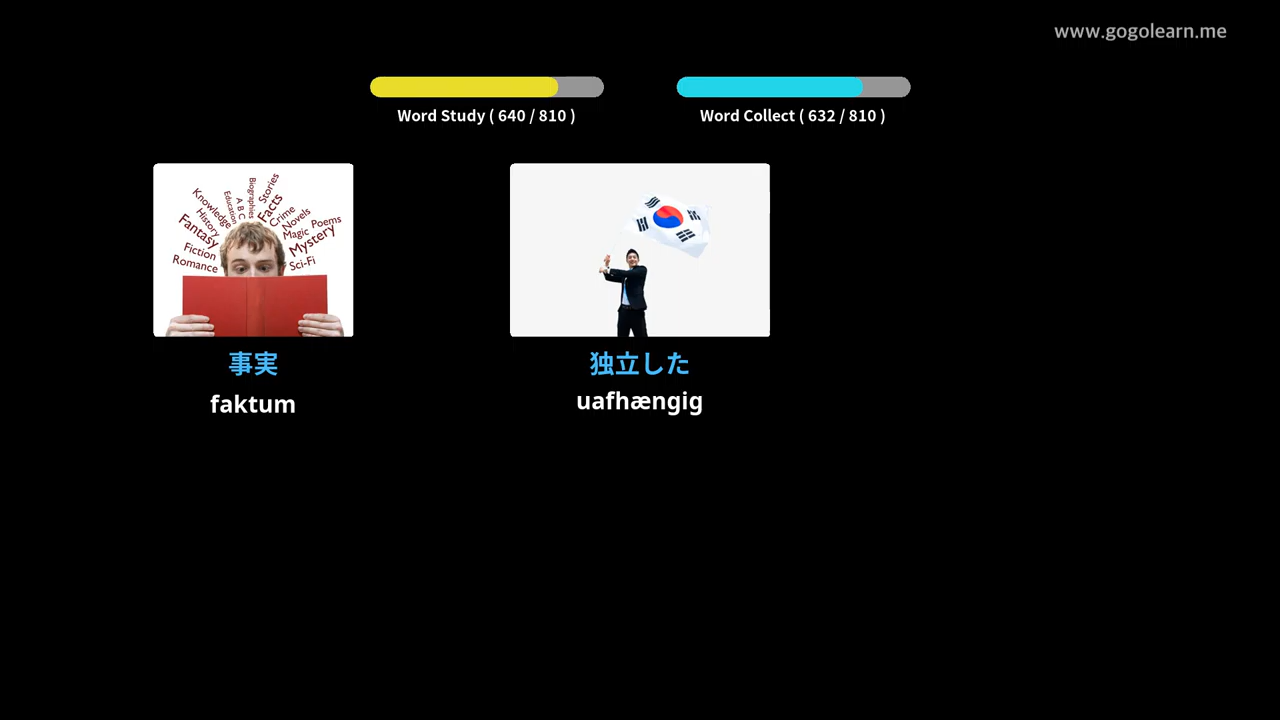 www.gogolearn.me
Word Study ( 640 / 810 )
Word Collect ( 632 / 810 )
Knowledge
History
Fantasy
Fiction
Romance
Education
A B C
Biographies
Stories
Facts
Crime
Novels
Magic
Poems
Mystery
Sci-Fi
事実
faktum
独立した
uafhængig